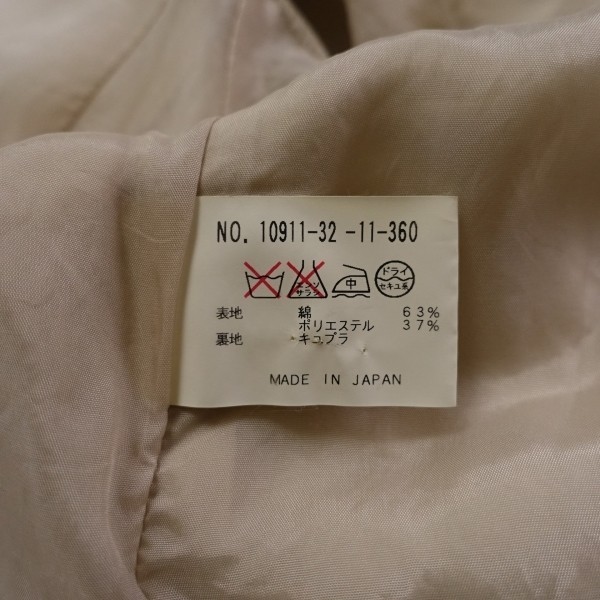 NO. 10911-32 -11-360
エンソ
サラシ
中
ドライ
セキユ系
表地 綿 63%
ポリエステル 37%
裏地 キュプラ
MADE IN JAPAN